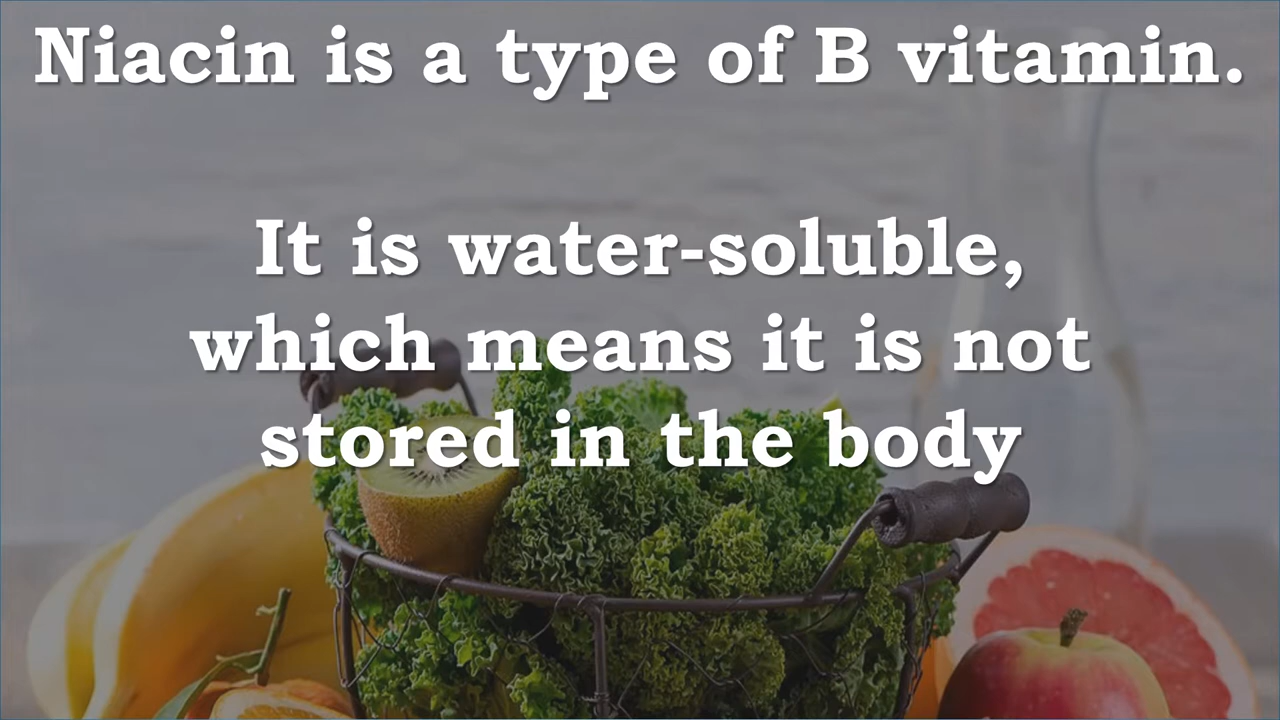 Niacin is a type of B vitamin.
It is water-soluble,
which means it is not
stored in the body